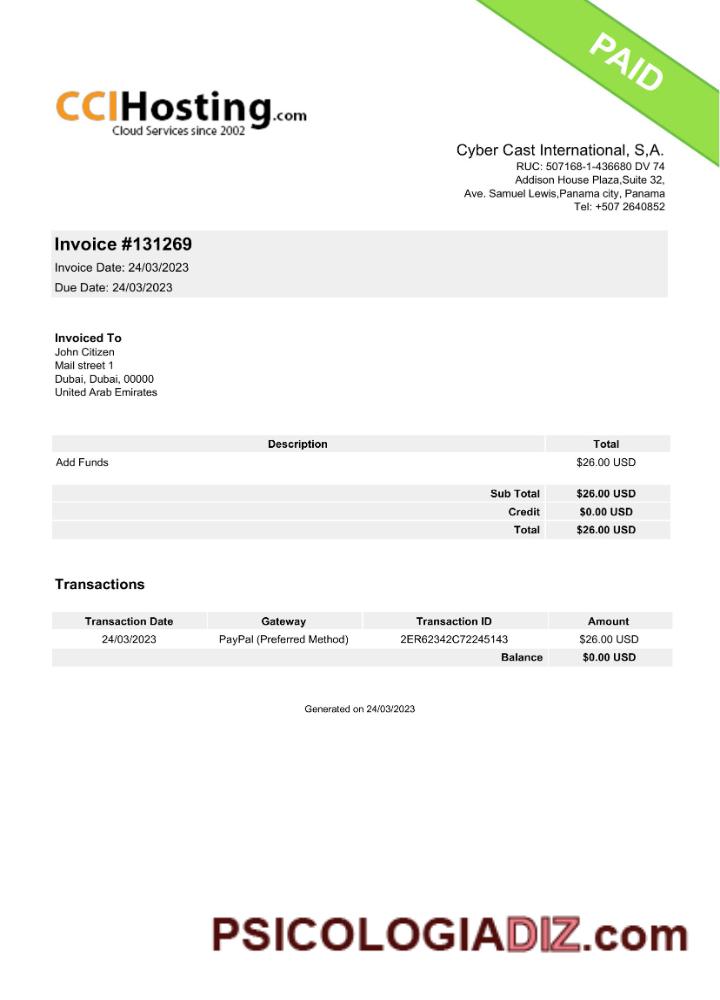 PAID
CCIHosting.com
Cloud Services since 2002
Cyber Cast International, S,A.
RUC: 507168-1-436680 DV 74
Addison House Plaza,Suite 32,
Ave. Samuel Lewis,Panama city, Panama
Tel: +507 2640852
Invoice #131269
Invoice Date: 24/03/2023
Due Date: 24/03/2023
Invoiced To
John Citizen
Mail street 1
Dubai, Dubai, 00000
United Arab Emirates
Description Total
Add Funds $26.00 USD
Sub Total $26.00 USD
Credit $0.00 USD
Total $26.00 USD
Transactions
Transaction Date Gateway Transaction ID Amount
24/03/2023 PayPal (Preferred Method) 2ER62342C72245143 $26.00 USD
Balance $0.00 USD
Generated on 24/03/2023
PSICOLOGIADIZ.com